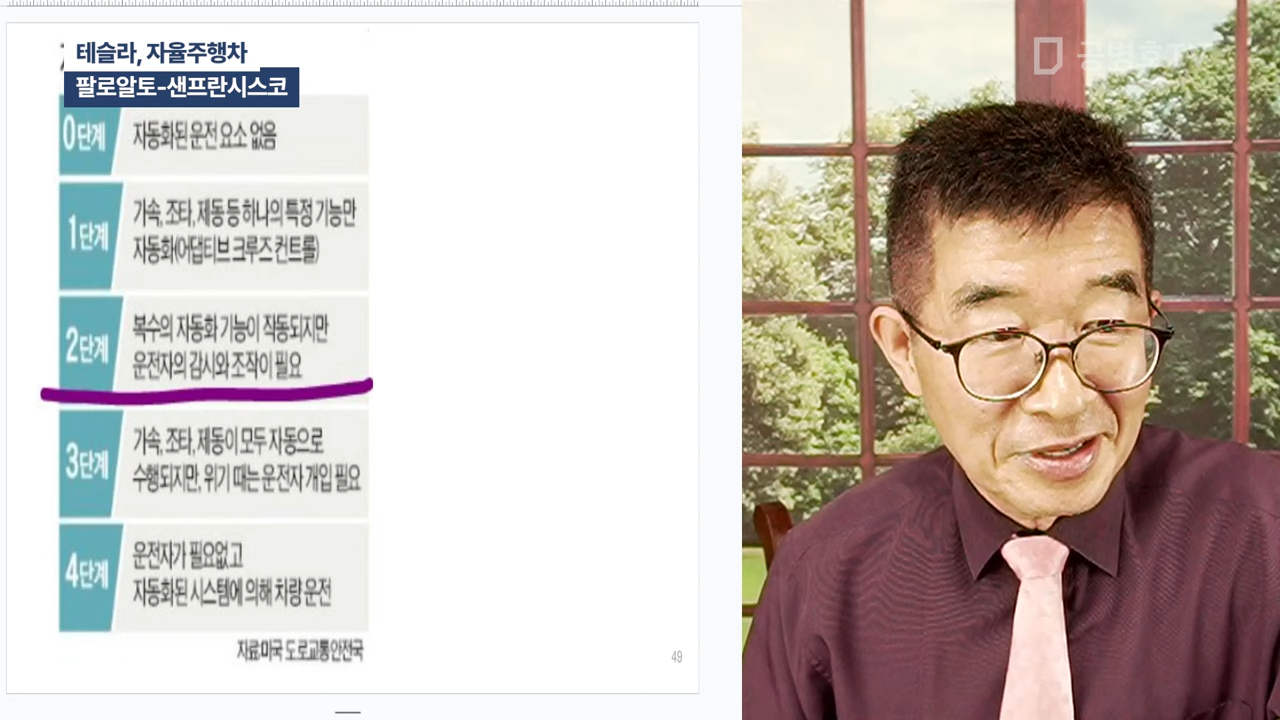 테슬라, 자율주행차
팔로알토-샌프란시스코
공병호TV
0단계
자동화된 운전 요소 없음
1단계
가속, 조타, 제동 등 하나의 특정 기능만
자동화(어댑티브 크루즈 컨트롤)
2단계
복수의 자동화 기능이 작동되지만
운전자의 감시와 조작이 필요
3단계
가속, 조타, 제동이 모두 자동으로
수행되지만, 위기 때는 운전자 개입 필요
4단계
운전자가 필요없고
자동화된 시스템에 의해 차량 운전
자료:미국 도로교통안전국
49